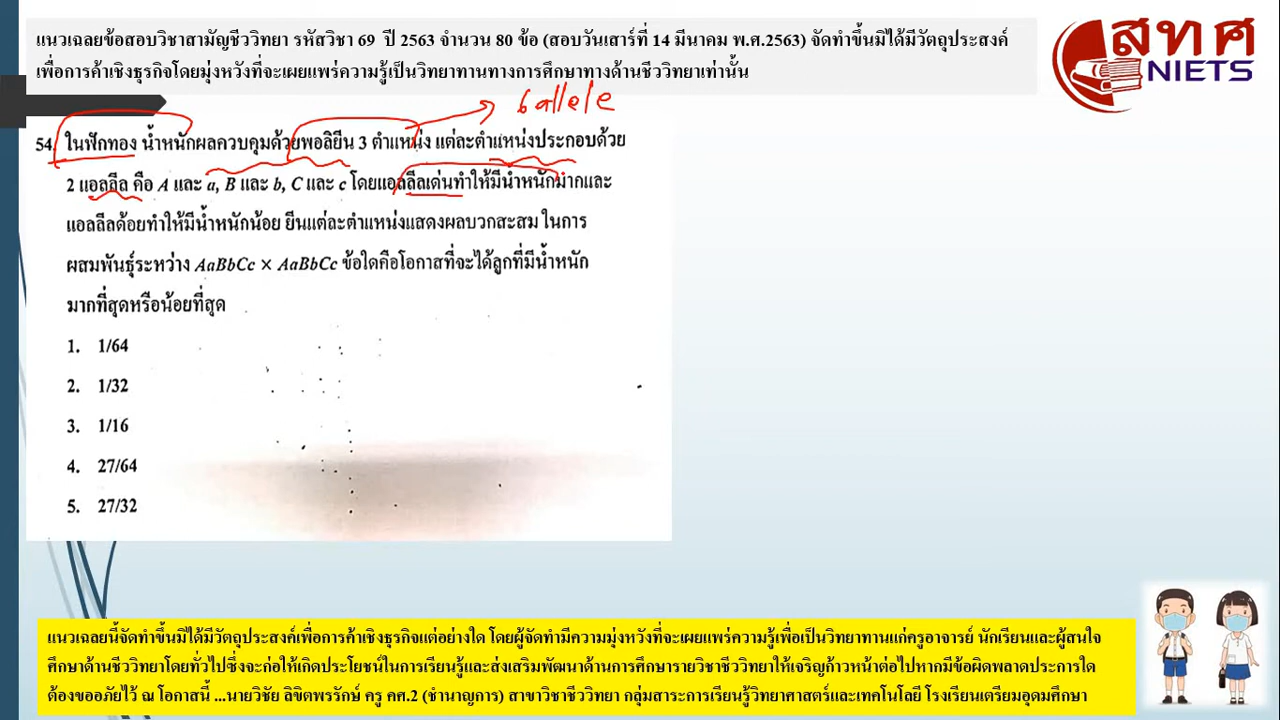 แนวเฉลยข้อสอบวิชาสามัญชีววิทยา รหัสวิชา 69 ปี 2563 จำนวน 80 ข้อ (สอบวันเสาร์ที่ 14 มีนาคม พ.ศ.2563) จัดทำขึ้นมิได้มีวัตถุประสงค์
เพื่อการค้าเชิงธุรกิจโดยมุ่งหวังที่จะเผยแพร่ความรู้เป็นวิทยาทานทางการศึกษาทางด้านชีววิทยาเท่านั้น
สทศ
NIETS
6 allele
54. ในฟักทอง น้ำหนักผลควบคุมด้วยพอลิยีน 3 ตำแหน่ง แต่ละตำแหน่งประกอบด้วย
2 แอลลีล คือ A และ a, B และ b, C และ c โดยแอลลีลเด่นทำให้มีน้ำหนักมากและ
แอลลีลด้อยทำให้มีน้ำหนักน้อย ยีนแต่ละตำแหน่งแสดงผลบวกสะสม ในการ
ผสมพันธุ์ระหว่าง AaBbCc × AaBbCc ข้อใดคือโอกาสที่จะได้ลูกที่มีน้ำหนัก
มากที่สุดหรือน้อยที่สุด
1. 1/64
2. 1/32
3. 1/16
4. 27/64
5. 27/32
แนวเฉลยนี้จัดทำขึ้นมิได้มีวัตถุประสงค์เพื่อการค้าเชิงธุรกิจแต่อย่างใด โดยผู้จัดทำมีความมุ่งหวังที่จะเผยแพร่ความรู้เพื่อเป็นวิทยาทานแก่ครูอาจารย์ นักเรียนและผู้สนใจ
ศึกษาด้านชีววิทยาโดยทั่วไปซึ่งจะก่อให้เกิดประโยชน์ในการเรียนรู้และส่งเสริมพัฒนาด้านการศึกษารายวิชาชีววิทยาให้เจริญก้าวหน้าต่อไปหากมีข้อผิดพลาดประการใด
ต้องขออภัยไว้ ณ โอกาสนี้ ...นายวิชัย ลิขิตพรรักษ์ ครู คศ.2 (ชำนาญการ) สาขาวิชาชีววิทยา กลุ่มสาระการเรียนรู้วิทยาศาสตร์และเทคโนโลยี โรงเรียนเตรียมอุดมศึกษา